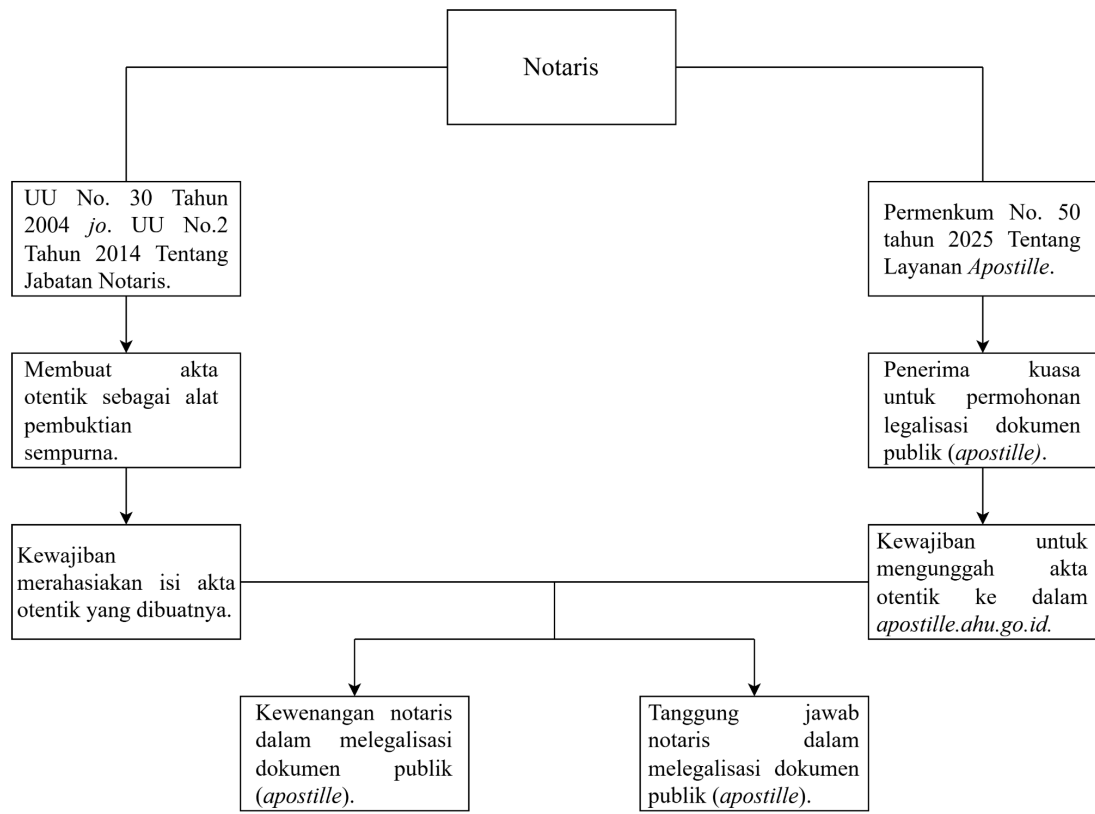 Notaris
UU No. 30 Tahun
2004 jo. UU No.2
Tahun 2014 Tentang
Jabatan Notaris.
Permenkum No. 50
tahun 2025 Tentang
Layanan Apostille.
Membuat akta
otentik sebagai alat
pembuktian
sempurna.
Penerima kuasa
untuk permohonan
legalisasi dokumen
publik (apostille).
Kewajiban
merahasiakan isi akta
otentik yang dibuatnya.
Kewajiban untuk
mengunggah akta
otentik ke dalam
apostille.ahu.go.id.
Kewenangan notaris
dalam melegalisasi
dokumen publik
(apostille).
Tanggung jawab
notaris dalam
melegalisasi dokumen
publik (apostille).